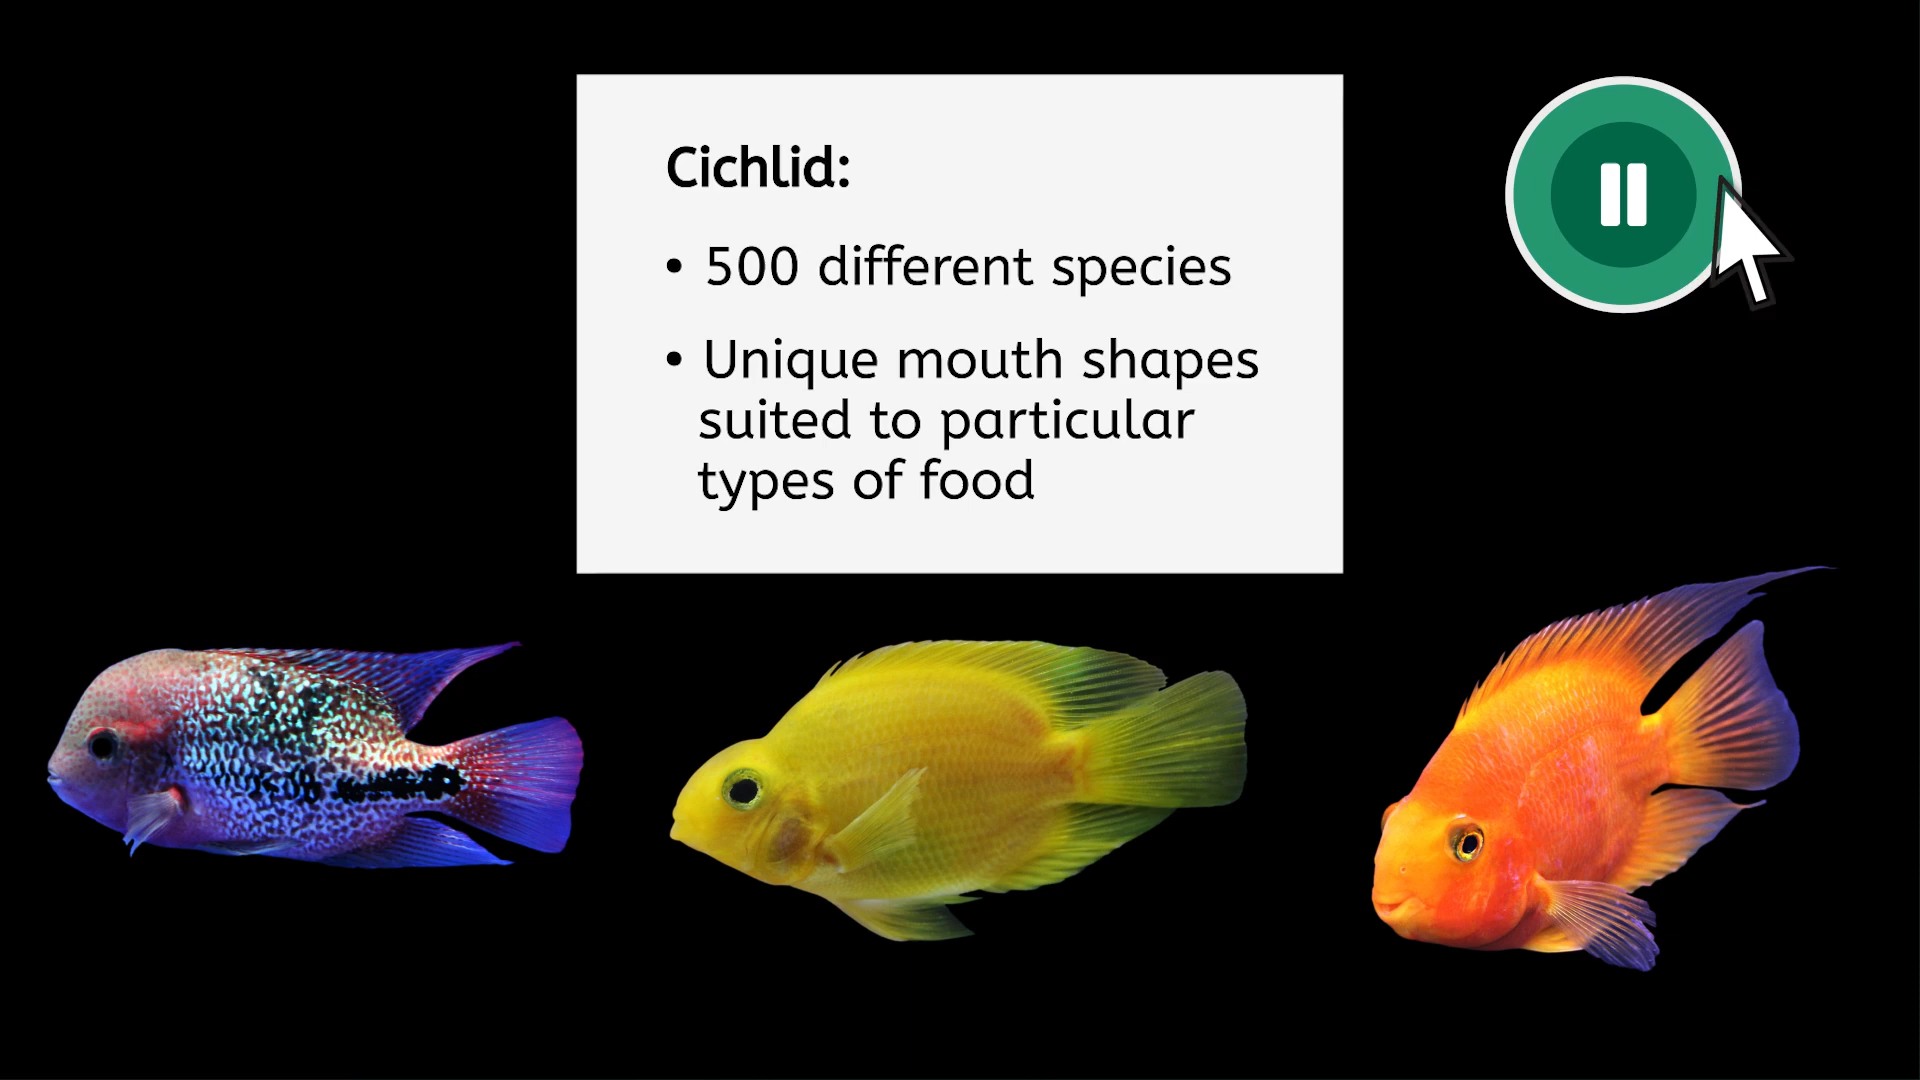 Cichlid:
• 500 different species
• Unique mouth shapes
suited to particular
types of food